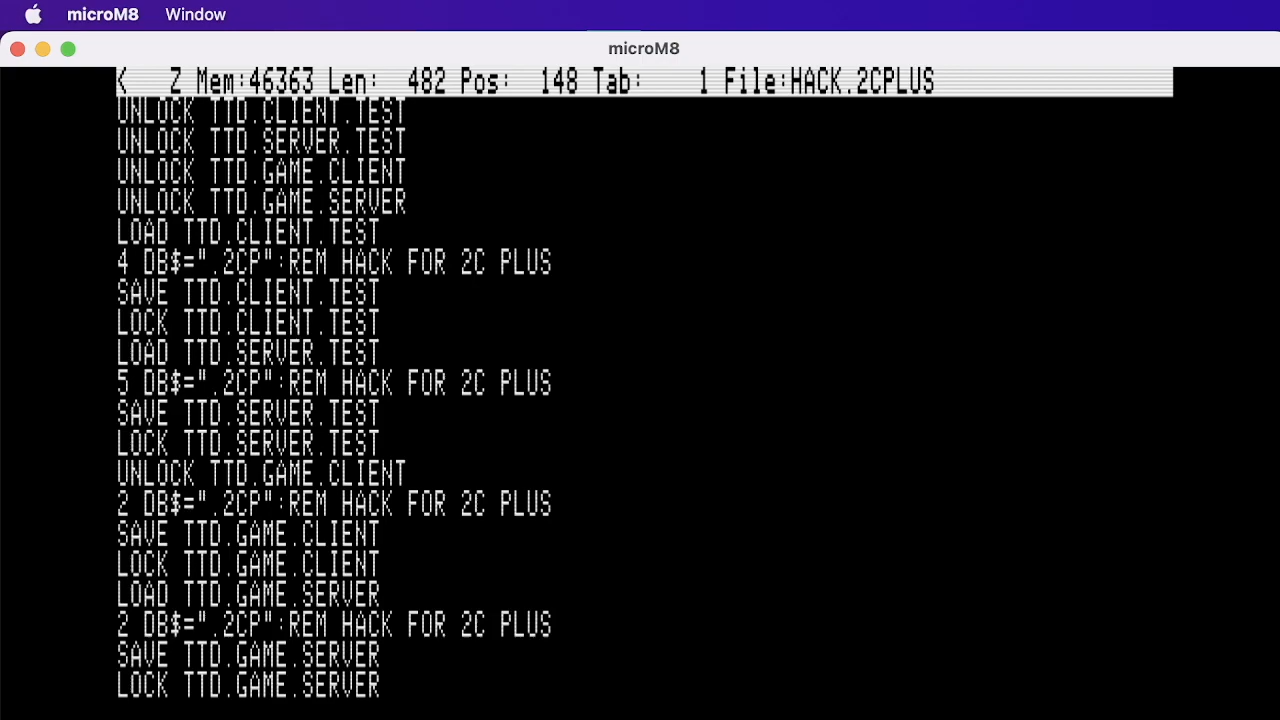 microM8 Window
microM8
< Z Mem:46363 Len: 482 Pos: 148 Tab: 1 File:HACK.2CPLUS
UNLOCK TTD.CLIENT.TEST
UNLOCK TTD.SERVER.TEST
UNLOCK TTD.GAME.CLIENT
UNLOCK TTD.GAME.SERVER
LOAD TTD.CLIENT.TEST
4 DB$=".2CP":REM HACK FOR 2C PLUS
SAVE TTD.CLIENT.TEST
LOCK TTD.CLIENT.TEST
LOAD TTD.SERVER.TEST
5 DB$=".2CP":REM HACK FOR 2C PLUS
SAVE TTD.SERVER.TEST
LOCK TTD.SERVER.TEST
UNLOCK TTD.GAME.CLIENT
2 DB$=".2CP":REM HACK FOR 2C PLUS
SAVE TTD.GAME.CLIENT
LOCK TTD.GAME.CLIENT
LOAD TTD.GAME.SERVER
2 DB$=".2CP":REM HACK FOR 2C PLUS
SAVE TTD.GAME.SERVER
LOCK TTD.GAME.SERVER